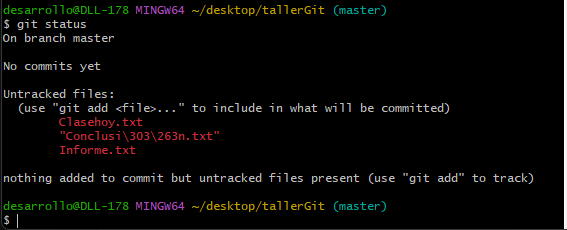 desarrollo@DLL-178 MINGW64 ~/desktop/tallerGit (master)
$ git status
On branch master
No commits yet
Untracked files:
(use "git add <file>..." to include in what will be committed)
Clasehoy.txt
"Conclusi\303\263n.txt"
Informe.txt
nothing added to commit but untracked files present (use "git add" to track)
desarrollo@DLL-178 MINGW64 ~/desktop/tallerGit (master)
$